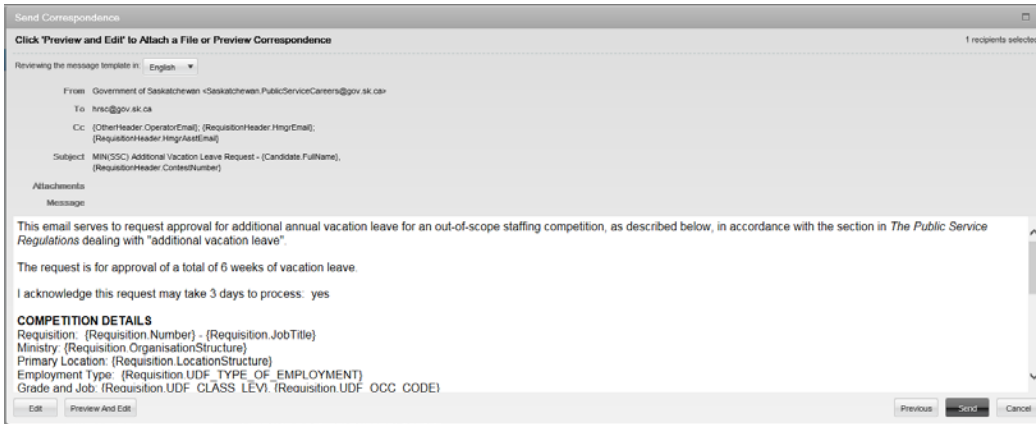 Send Correspondence
Click 'Preview and Edit' to Attach a File or Preview Correspondence
1 recipients selected
Reviewing the message template in: English
From Government of Saskatchewan <Saskatchewan.PublicServiceCareers@gov.sk.ca>
To hrsc@gov.sk.ca
Cc: {OtherHeader.OperatorEmail}; {RequisitionHeader.HmgrEmail};
{RequisitionHeader.HmgrAsstEmail}
Subject MIN(SSC) Additional Vacation Leave Request - {Candidate.FullName},
{RequisitionHeader.ContestNumber}
Attachments
Message
This email serves to request approval for additional annual vacation leave for an out-of-scope staffing competition, as described below, in accordance with the section in The Public Service
Regulations dealing with "additional vacation leave".
The request is for approval of a total of 6 weeks of vacation leave.
I acknowledge this request may take 3 days to process: yes
COMPETITION DETAILS
Requisition: {Requisition.Number} - {Requisition.JobTitle}
Ministry: {Requisition.OrganisationStructure}
Primary Location: {Requisition.LocationStructure}
Employment Type: {Requisition.UDF_TYPE_OF_EMPLOYMENT}
Grade and Job: {Requisition.UDF_CLASS_LEV}, {Requisition.UDF_OCC_CODE}
Edit Preview And Edit Previous Send Cancel